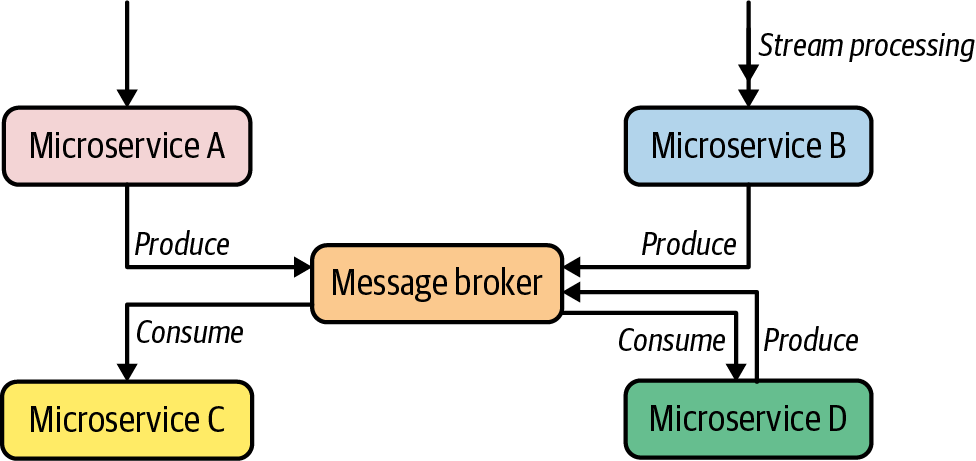 Stream processing
Microservice A
Microservice B
Produce
Produce
Message broker
Consume
Consume
Produce
Microservice C
Microservice D